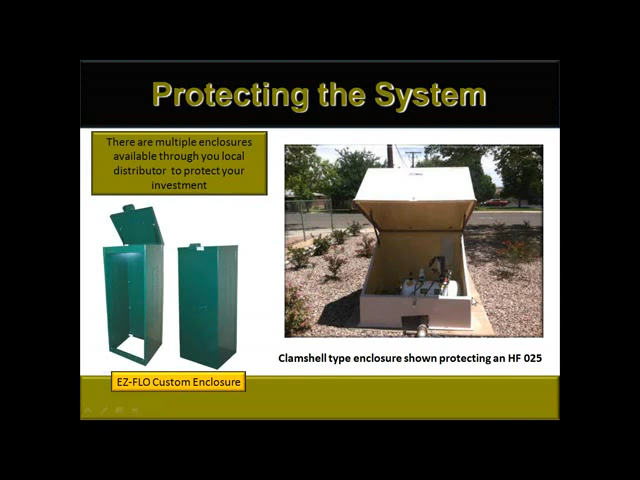 Protecting the System
There are multiple enclosures
available through you local
distributor to protect your
investment
Clamshell type enclosure shown protecting an HF 025
EZ-FLO Custom Enclosure